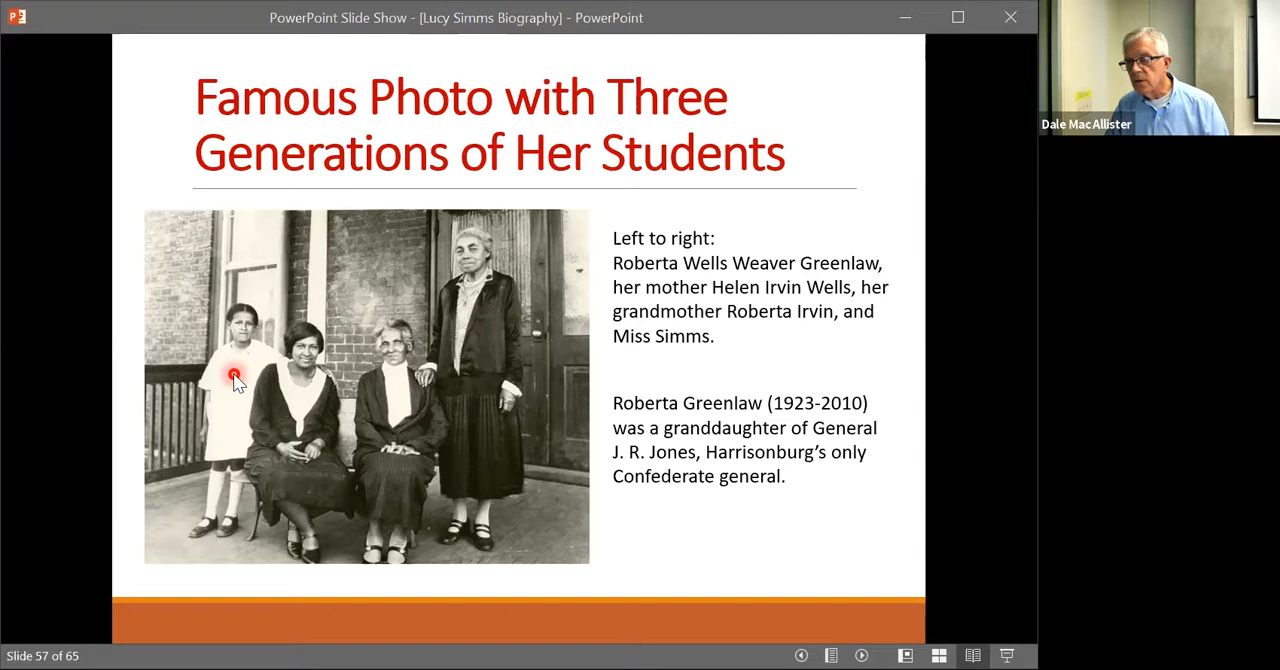 PowerPoint Slide Show - [Lucy Simms Biography] - PowerPoint
Famous Photo with Three
Generations of Her Students
Left to right:
Roberta Wells Weaver Greenlaw,
her mother Helen Irvin Wells, her
grandmother Roberta Irvin, and
Miss Simms.
Roberta Greenlaw (1923-2010)
was a granddaughter of General
J. R. Jones, Harrisonburg's only
Confederate general.
Slide 57 of 65
Dale Mac Allister